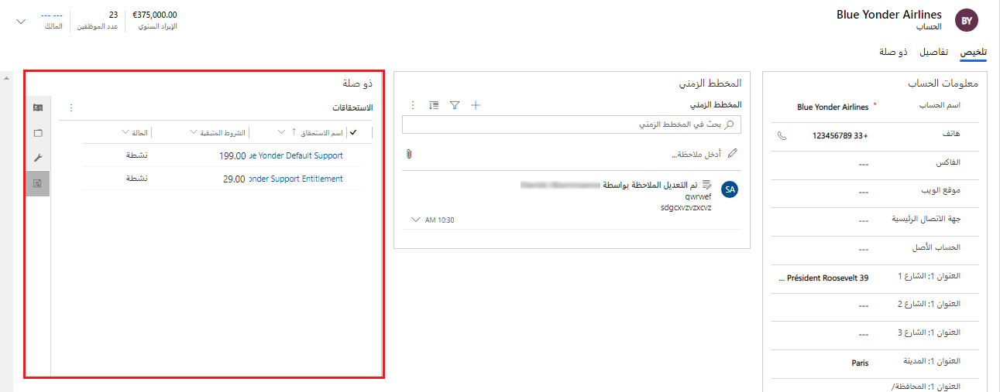 BY
Blue Yonder Airlines
الحساب
€375,000.00
الإيراد السنوي
23
عدد الموظفين
--- ---
المالك
تلخيص
تفاصيل
ذو صلة
معلومات الحساب
اسم الحساب * Blue Yonder Airlines
هاتف +33 123456789
الفاكس ---
موقع الويب ---
جهة الاتصال الرئيسية ---
الحساب الأصل ---
العنوان 1: الشارع 1 39 Président Roosevelt ...
العنوان 1: الشارع 2 ---
العنوان 1: الشارع 3 ---
العنوان 1: المدينة Paris
العنوان 1: المحافظة/
المخطط الزمني
المخطط الزمني
بحث في المخطط الزمني
أدخل ملاحظة...
SA
تم التعديل الملاحظة بواسطة
qwrwef
sdgcxvzvzxcvz
10:30 AM
ذو صلة
الاستحقاقات
اسم الاستحقاق الشروط المتبقية الحالة
ue Yonder Default Support 199.00 نشطة
onder Support Entitlement 29.00 نشطة